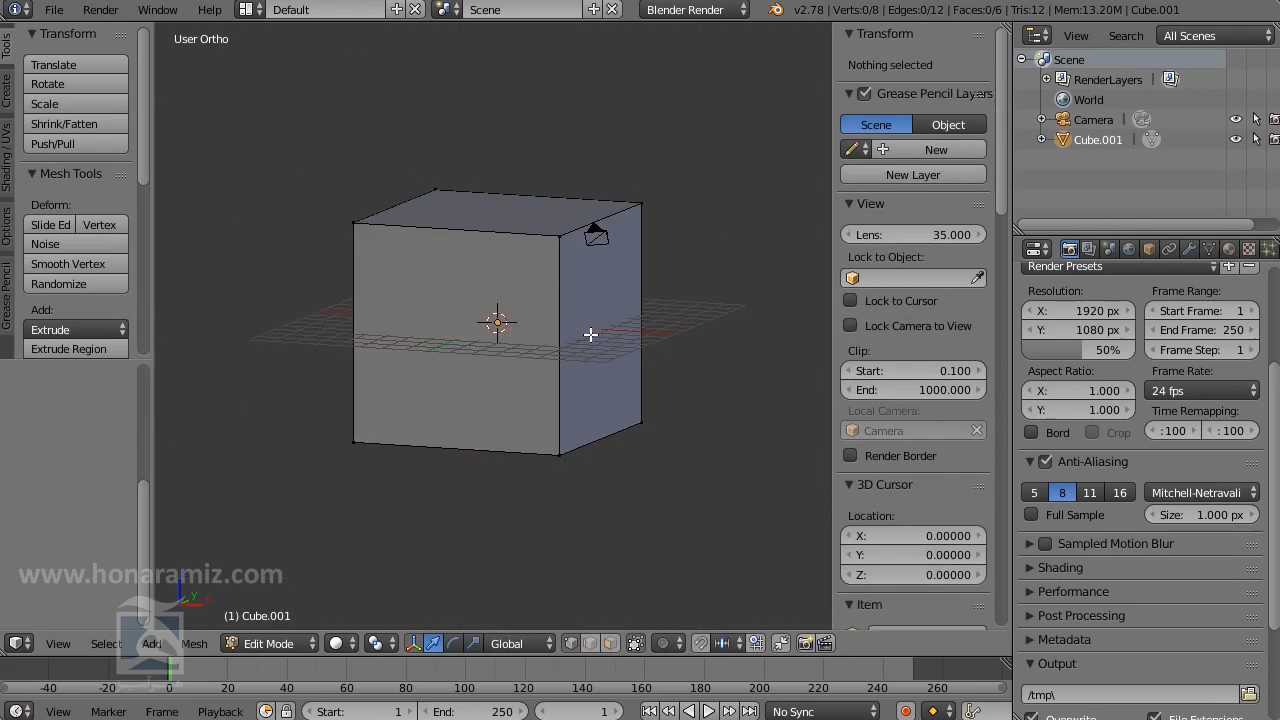 File Render Window Help Default Scene Blender Render v2.78 | Verts:0/8 | Edges:0/12 | Faces:0/6 | Tris:12 | Mem:13.20M | Cube.001
Tools
Create
Shading / UVs
Options
Grease Pencil
Transform
Translate
Rotate
Scale
Shrink/Fatten
Push/Pull
Mesh Tools
Deform:
Slide Ed Vertex
Noise
Smooth Vertex
Randomize
Add:
Extrude
Extrude Region
User Ortho
(1) Cube.001
www.honaramiz.com
Transform
Nothing selected
Grease Pencil Layers
Scene Object
New
New Layer
View
Lens: 35.000
Lock to Object:
Lock to Cursor
Lock Camera to View
Clip:
Start: 0.100
End: 1000.000
Local Camera:
Camera
Render Border
3D Cursor
Location:
X: 0.00000
Y: 0.00000
Z: 0.00000
Item
View Search All Scenes
Scene
RenderLayers
World
Camera
Cube.001
Render Presets
Resolution: Frame Range:
X: 1920 px Start Frame: 1
Y: 1080 px End Frame: 250
50% Frame Step: 1
Aspect Ratio: Frame Rate:
X: 1.000 24 fps
Y: 1.000 Time Remapping:
Bord Crop :100 :100
Anti-Aliasing
5 8 11 16 Mitchell-Netravali
Full Sample Size: 1.000 px
Sampled Motion Blur
Shading
Performance
Post Processing
Metadata
Output
/tmp\
Overwrite File Extensions
View Select Add Mesh Edit Mode Global
-40 -20 0 20 40 60 80 100 120 140 160 180 200 220 240 260
View Marker Frame Playback Start: 1 End: 250 1 No Sync